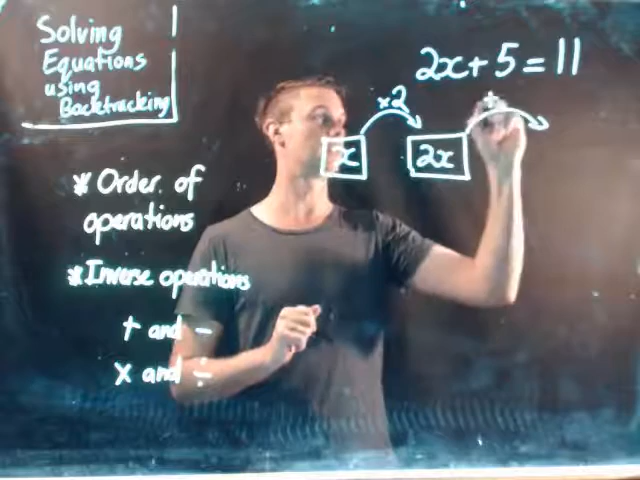 Solving
Equations
using
Backtracking
2x + 5 = 11
×2
x
2x
+
* Order of
operations
* Inverse operations
+ and -
× and ÷